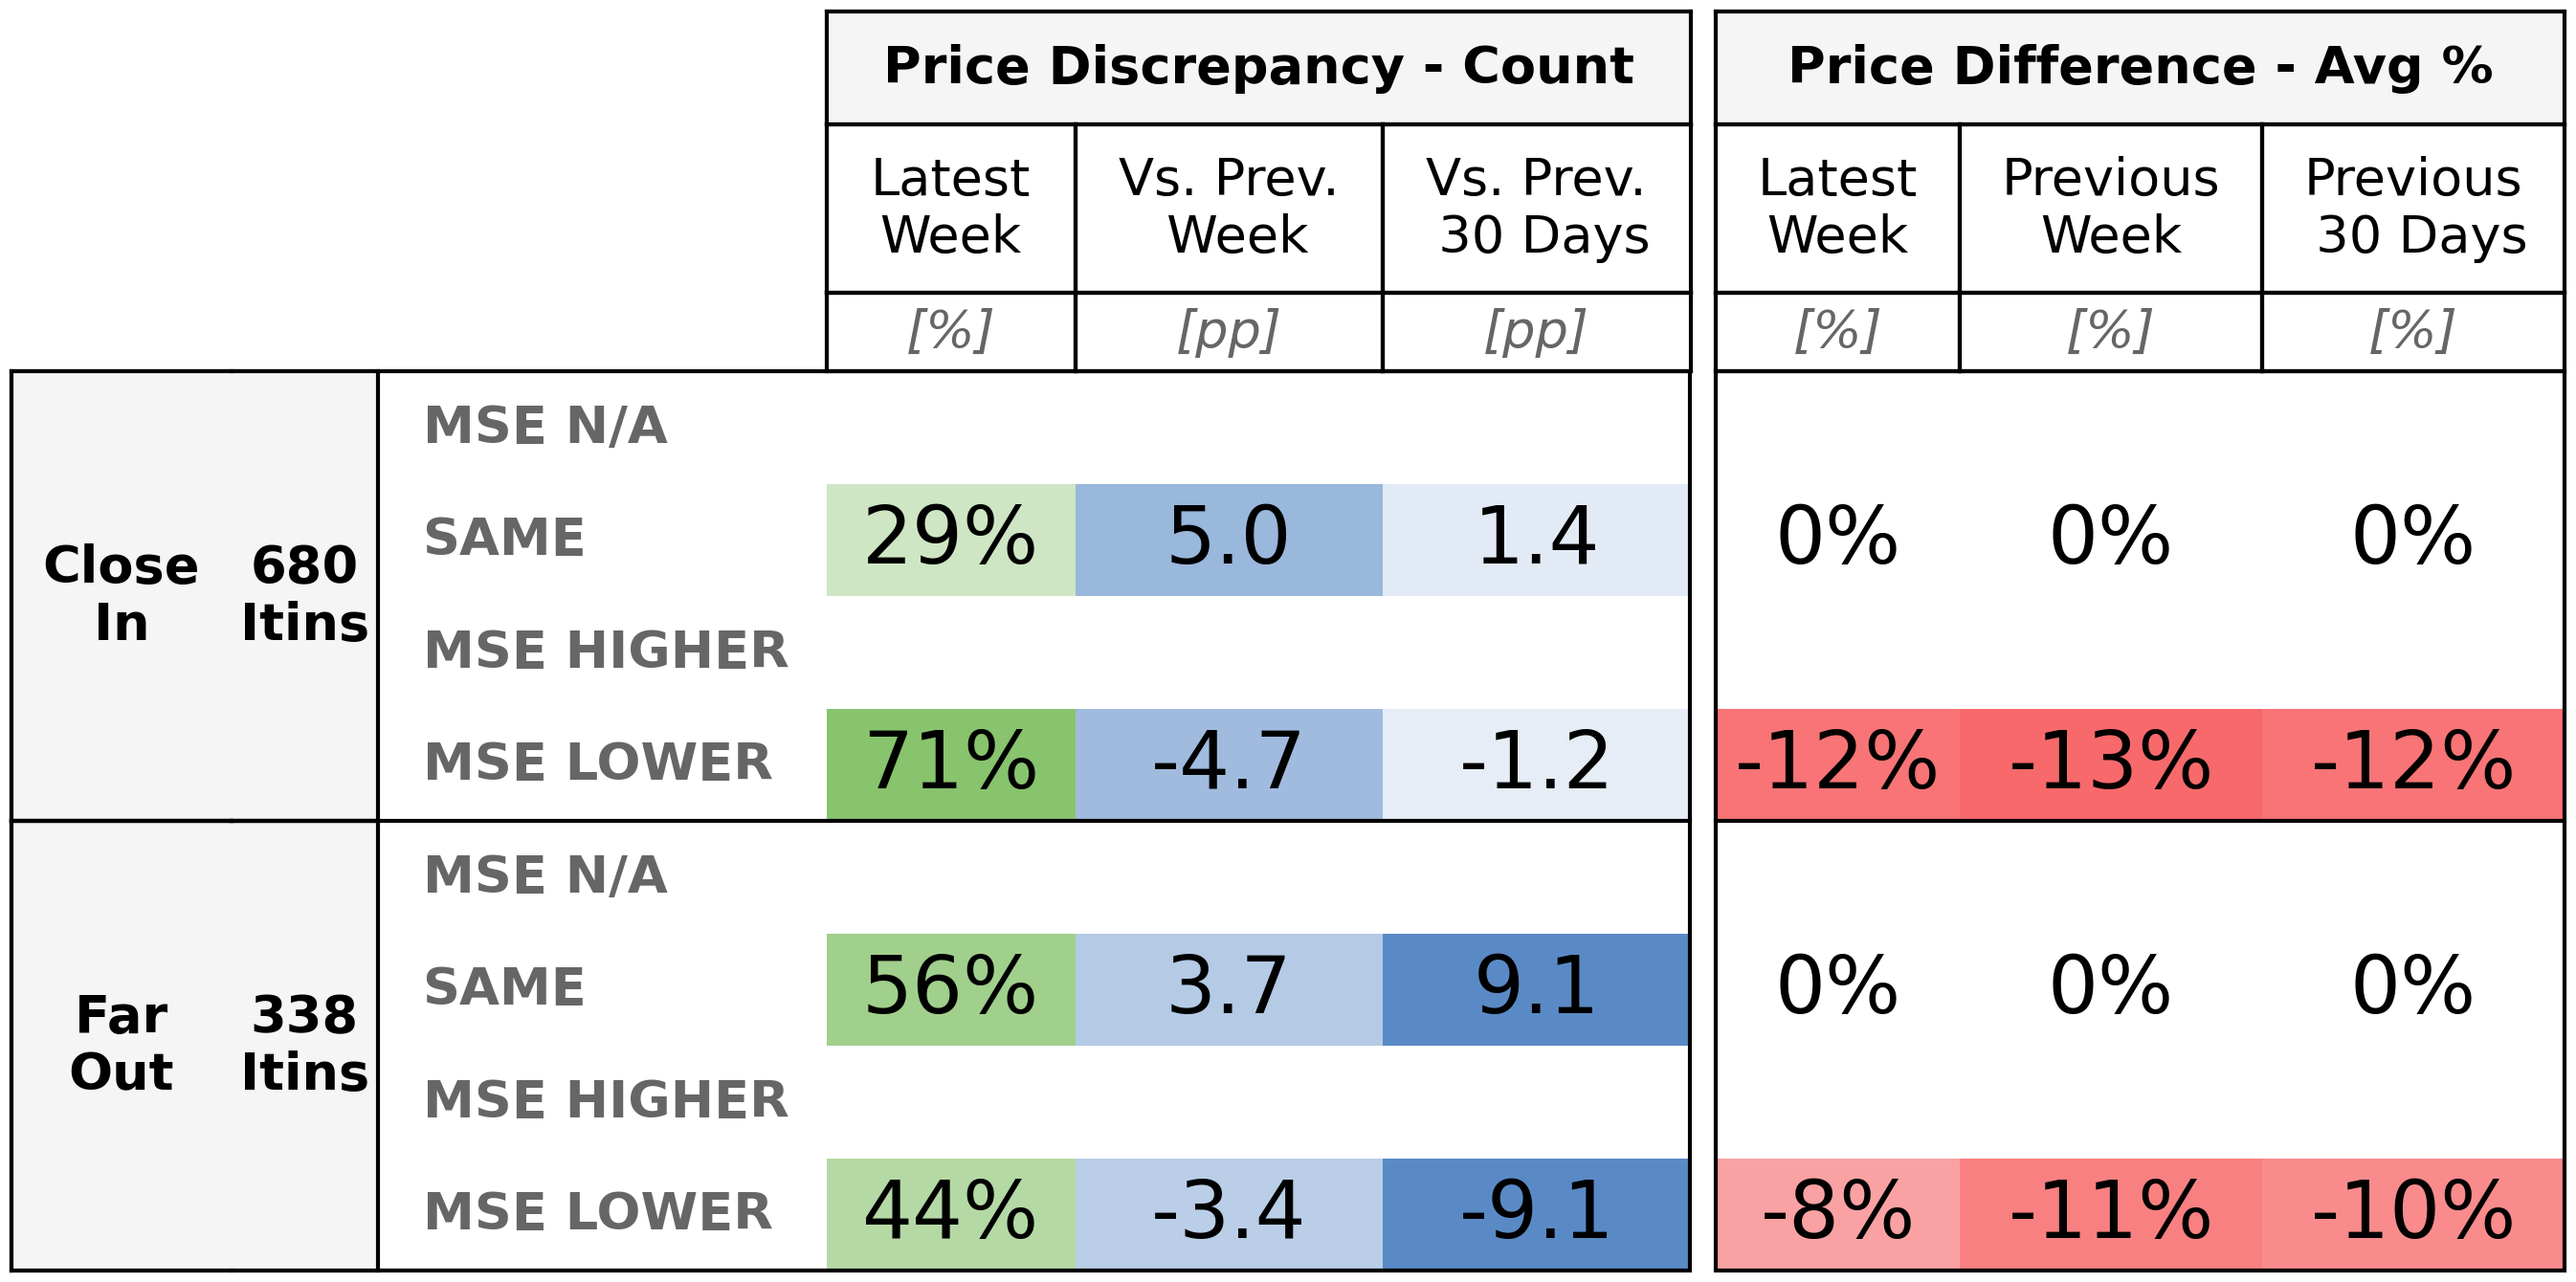 Price Discrepancy - Count Price Difference - Avg %
Latest Week Vs. Prev. Week Vs. Prev. 30 Days Latest Week Previous Week Previous 30 Days
[%] [pp] [pp] [%] [%] [%]
Close In 680 Itins
MSE N/A
SAME 29% 5.0 1.4 0% 0% 0%
MSE HIGHER
MSE LOWER 71% -4.7 -1.2 -12% -13% -12%
Far Out 338 Itins
MSE N/A
SAME 56% 3.7 9.1 0% 0% 0%
MSE HIGHER
MSE LOWER 44% -3.4 -9.1 -8% -11% -10%